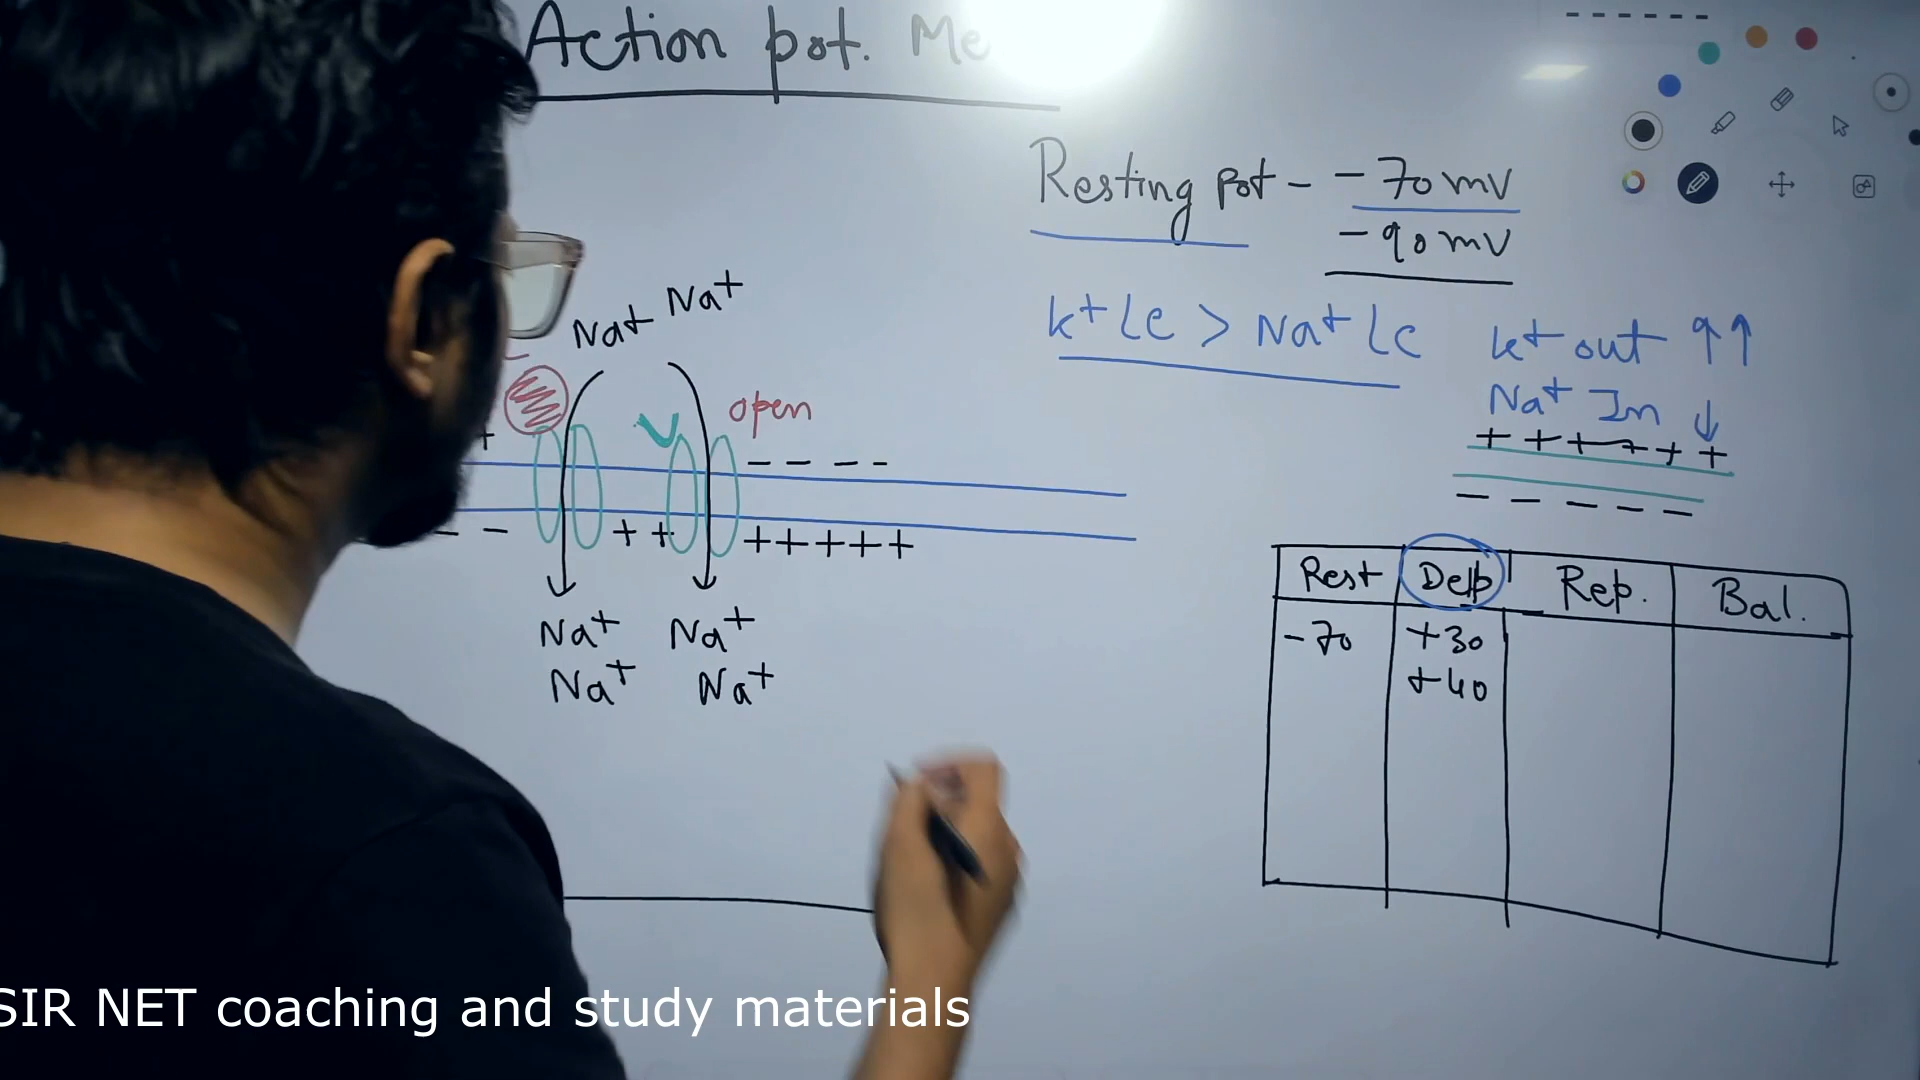 Action pot. Me
Resting pot - - 70 mV
- 90 mV
K+ Lc > Na+ Lc
K+ out ↑↑
Na+ In ↓
+ + + + + +
- - - - -
Na+ Na+
open
+
- - - -
- -
+ +
+++++
Na+ Na+
Na+ Na+
Rest Dep Rep. Bal.
-70 +30
+40
SIR NET coaching and study materials